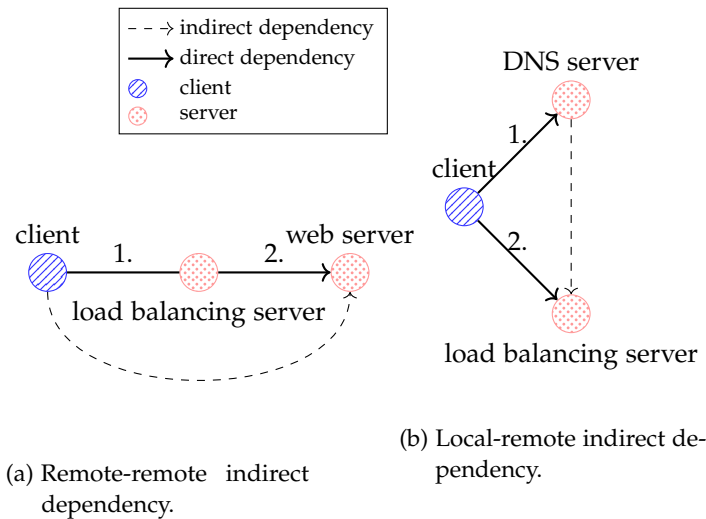 indirect dependency
direct dependency
client
server
client
1.
2.
web server
load balancing server
(a) Remote-remote indirect
dependency.
DNS server
1.
client
2.
load balancing server
(b) Local-remote indirect de-
pendency.